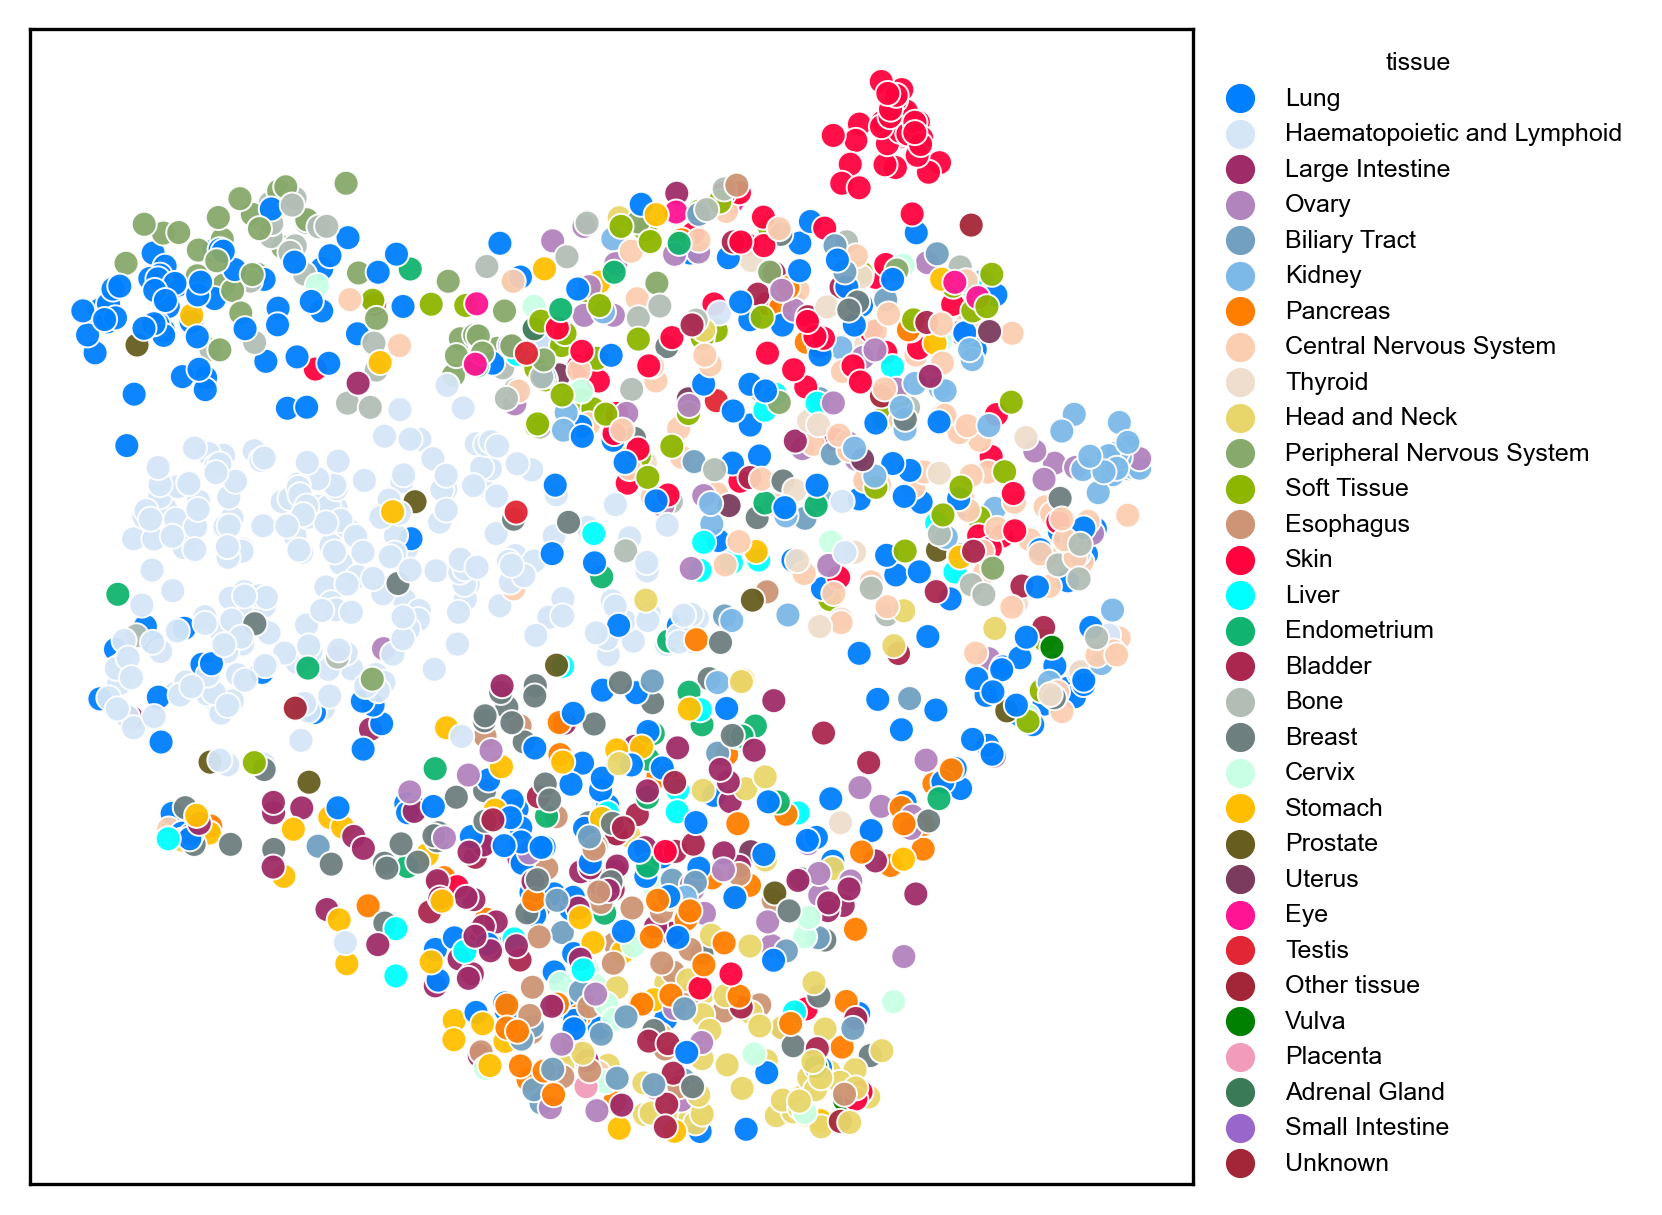 tissue
Lung
Haematopoietic and Lymphoid
Large Intestine
Ovary
Biliary Tract
Kidney
Pancreas
Central Nervous System
Thyroid
Head and Neck
Peripheral Nervous System
Soft Tissue
Esophagus
Skin
Liver
Endometrium
Bladder
Bone
Breast
Cervix
Stomach
Prostate
Uterus
Eye
Testis
Other tissue
Vulva
Placenta
Adrenal Gland
Small Intestine
Unknown